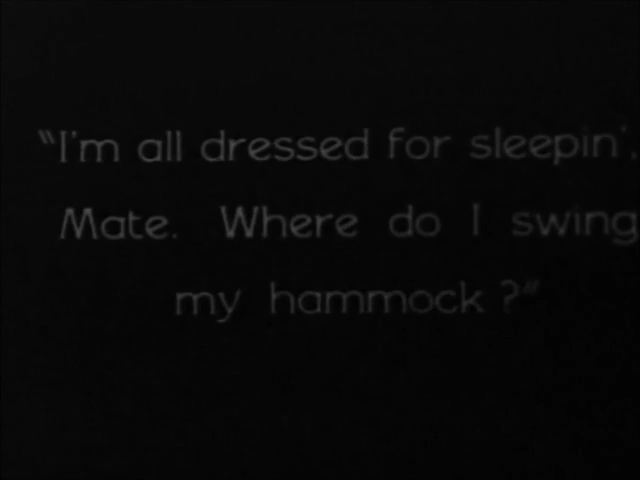 "I'm all dressed for sleepin',
Mate. Where do I swing
my hammock?"